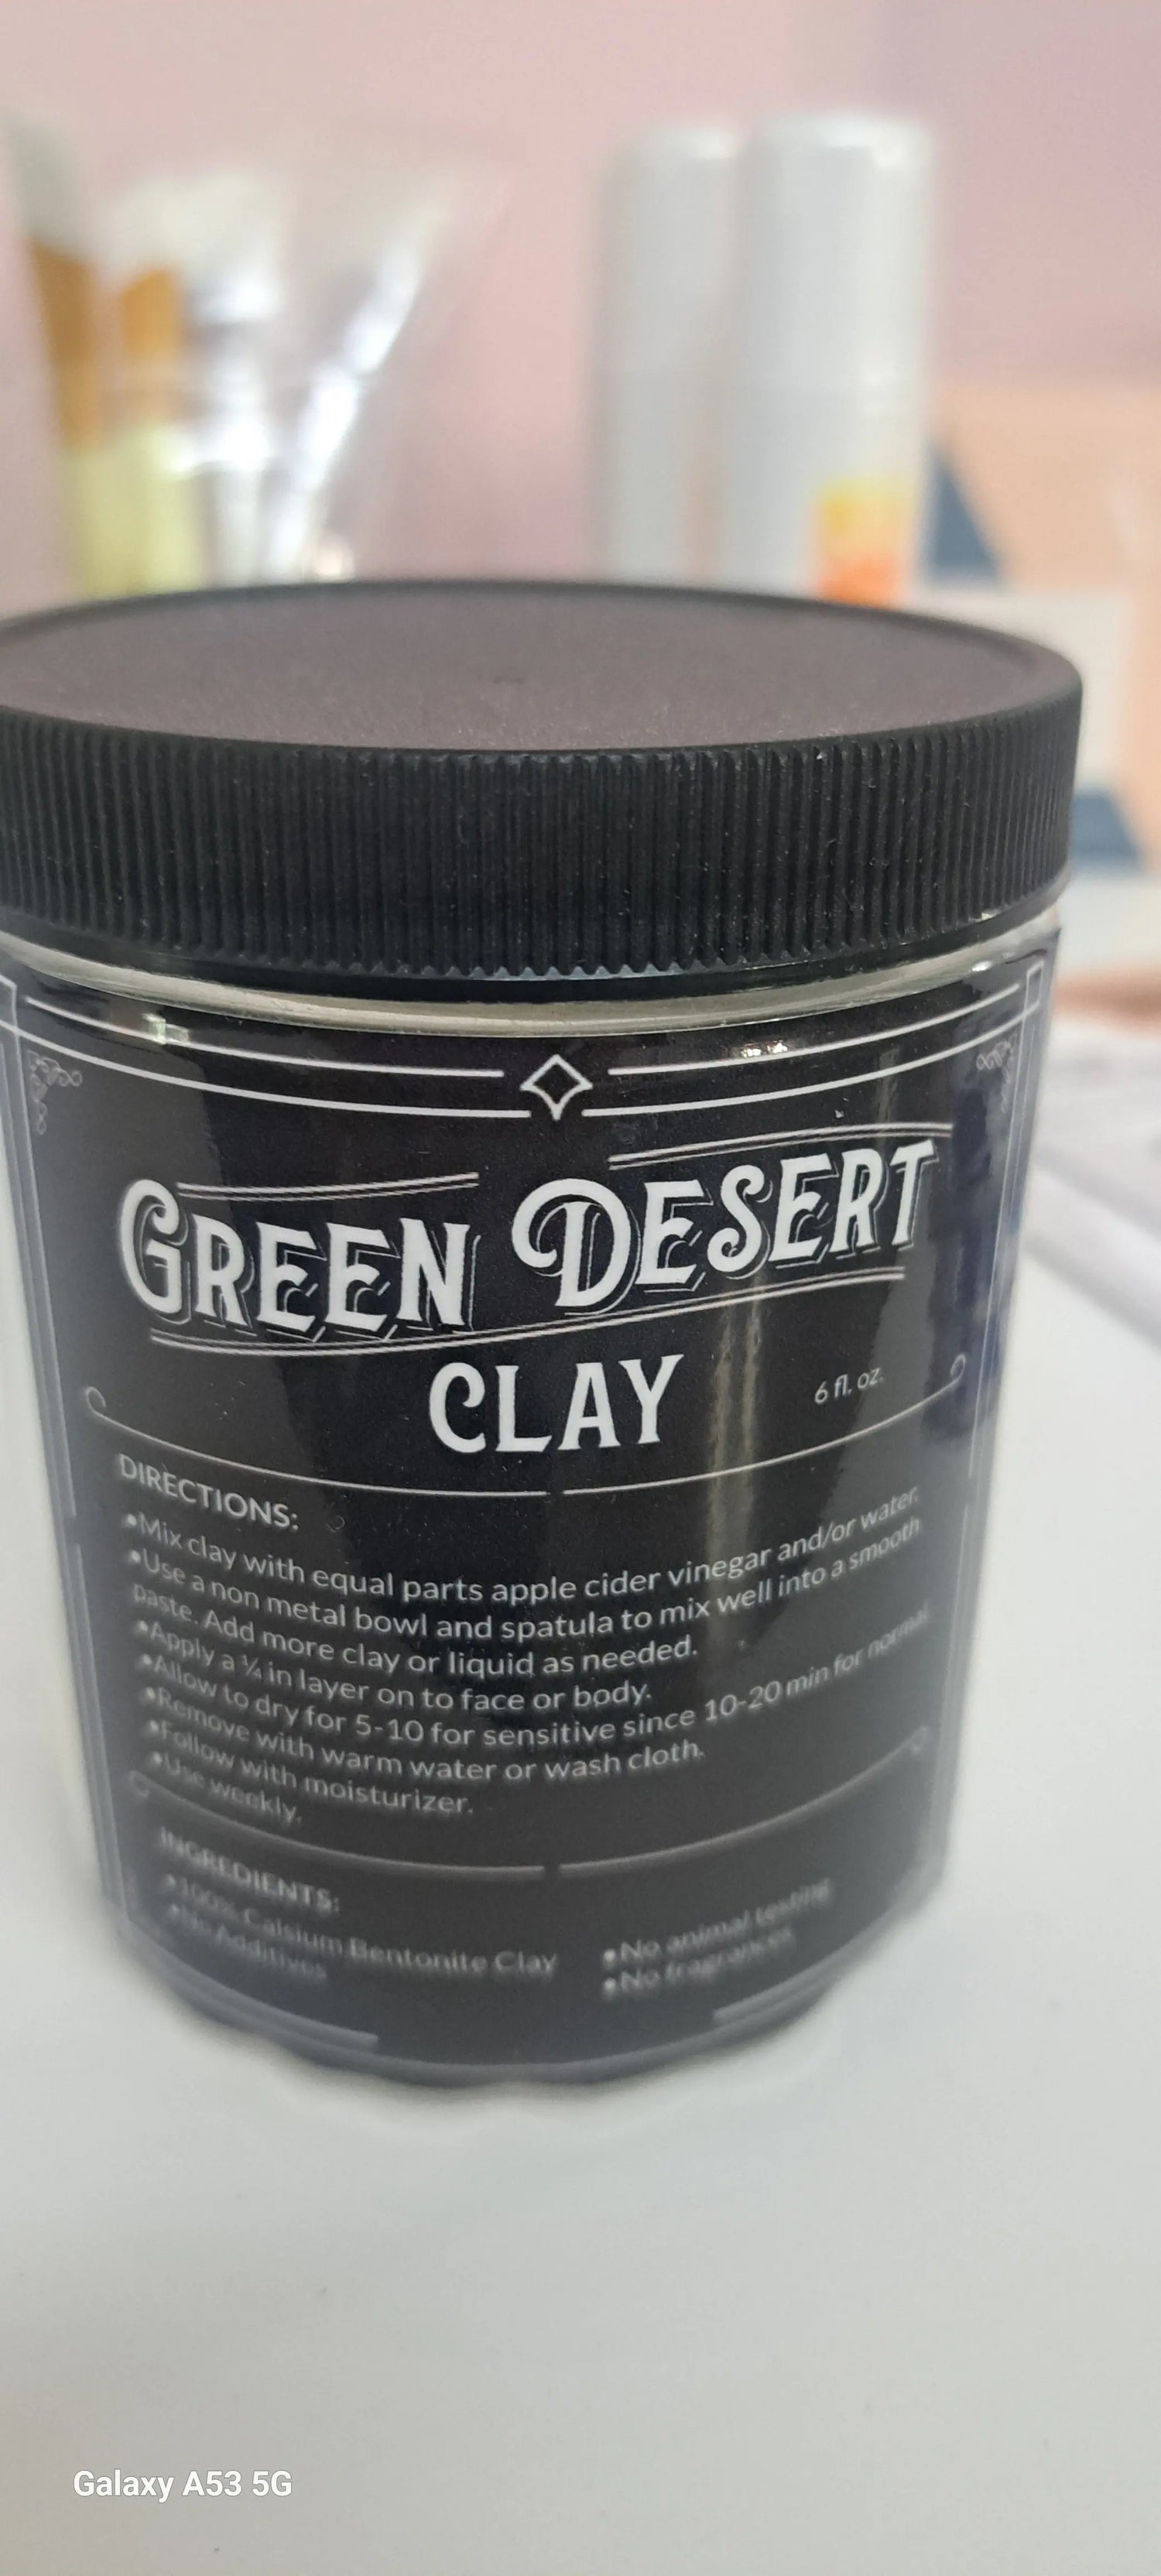 GREEN DESERT
CLAY
6 fl. oz.
DIRECTIONS:
•Mix clay with equal parts apple cider vinegar and/or water.
•Use a non metal bowl and spatula to mix well into a smooth
paste. Add more clay or liquid as needed.
•Apply a ¼ in layer on to face or body.
•Allow to dry for 5-10 for sensitive since 10-20 min for normal.
•Remove with warm water or wash cloth.
•Follow with moisturizer.
•Use weekly.
INGREDIENTS:
•100% Calsium Bentonite Clay
•No Additives
•No animal testing
•No fragrances
Galaxy A53 5G